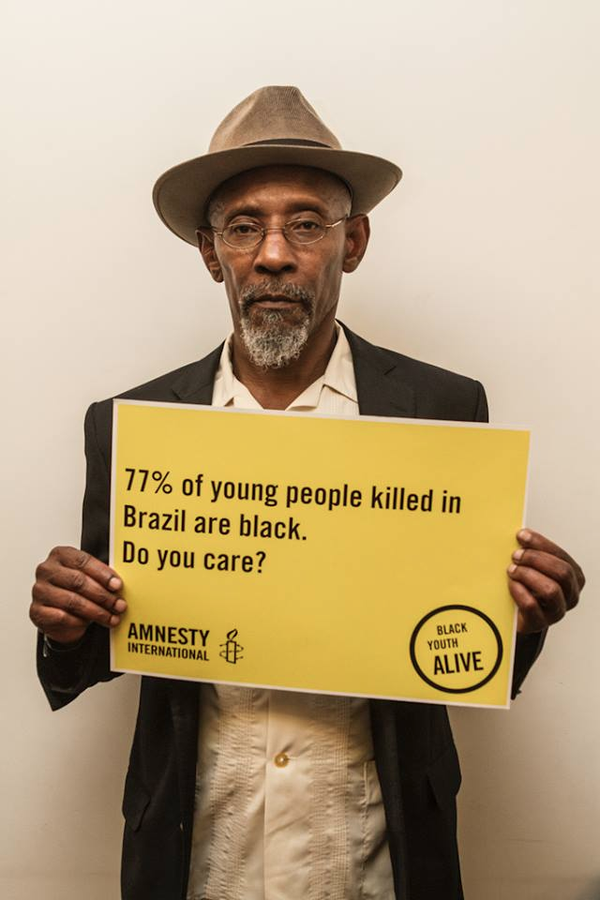 77% of young people killed in
Brazil are black.
Do you care?
AMNESTY
INTERNATIONAL
BLACK
YOUTH
ALIVE